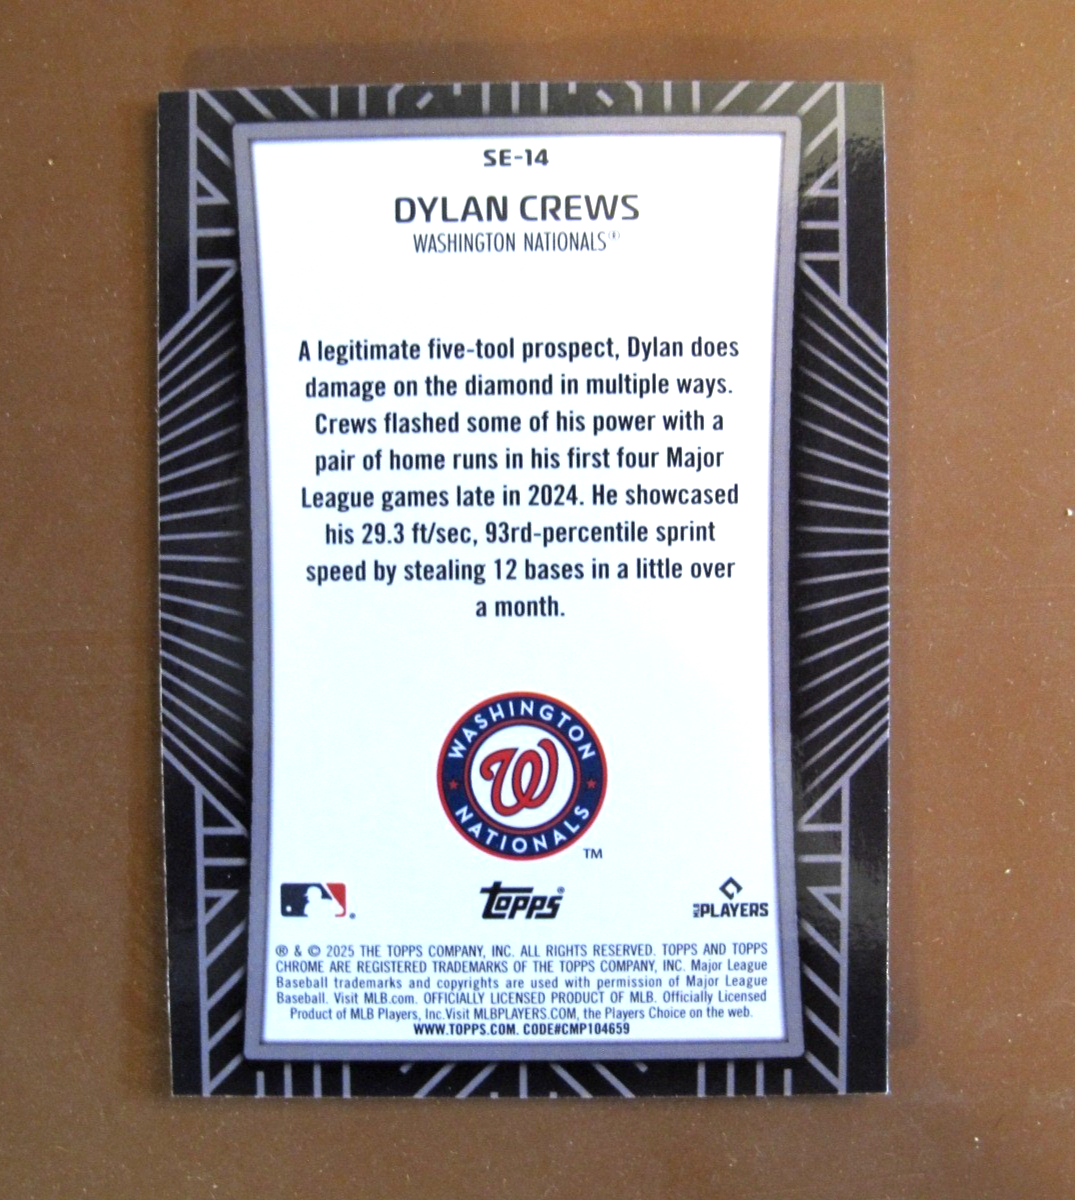 SE-14
DYLAN CREWS
WASHINGTON NATIONALS®
A legitimate five-tool prospect, Dylan does
damage on the diamond in multiple ways.
Crews flashed some of his power with a
pair of home runs in his first four Major
League games late in 2024. He showcased
his 29.3 ft/sec, 93rd-percentile sprint
speed by stealing 12 bases in a little over
a month.
WASHINGTON
W
NATIONALS
TM
topps®
MLB PLAYERS
® & © 2025 THE TOPPS COMPANY, INC. ALL RIGHTS RESERVED. TOPPS AND TOPPS
CHROME ARE REGISTERED TRADEMARKS OF THE TOPPS COMPANY, INC. Major League
Baseball trademarks and copyrights are used with permission of Major League
Baseball. Visit MLB.com. OFFICIALLY LICENSED PRODUCT OF MLB. Officially Licensed
Product of MLB Players, Inc.Visit MLBPLAYERS.COM, the Players Choice on the web.
WWW.TOPPS.COM. CODE#CMP104659